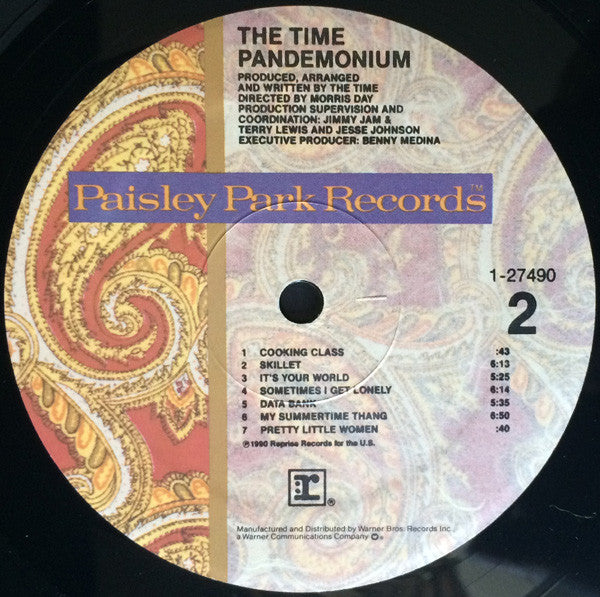 THE TIME
PANDEMONIUM
PRODUCED, ARRANGED
AND WRITTEN BY THE TIME
DIRECTED BY MORRIS DAY
PRODUCTION SUPERVISION AND
COORDINATION: JIMMY JAM &
TERRY LEWIS AND JESSE JOHNSON
EXECUTIVE PRODUCER: BENNY MEDINA
Paisley Park Records™
1-27490
2
1 COOKING CLASS :43
2 SKILLET 6:13
3 IT'S YOUR WORLD 5:25
4 SOMETIMES I GET LONELY 6:14
5 DATA BANK 5:35
6 MY SUMMERTIME THANG 6:50
7 PRETTY LITTLE WOMEN :40
℗1990 Reprise Records for the U.S.
r®
Manufactured and Distributed by Warner Bros. Records Inc.,
a Warner Communications Company ®